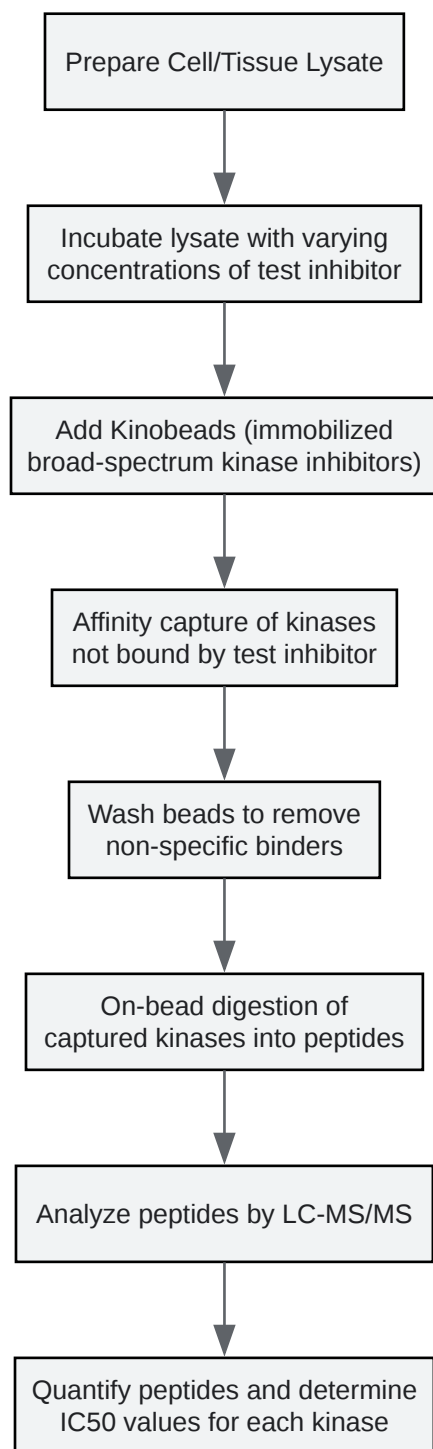 Prepare Cell/Tissue Lysate
Incubate lysate with varying
concentrations of test inhibitor
Add Kinobeads (immobilized
broad-spectrum kinase inhibitors)
Affinity capture of kinases
not bound by test inhibitor
Wash beads to remove
non-specific binders
On-bead digestion of
captured kinases into peptides
Analyze peptides by LC-MS/MS
Quantify peptides and determine
IC50 values for each kinase